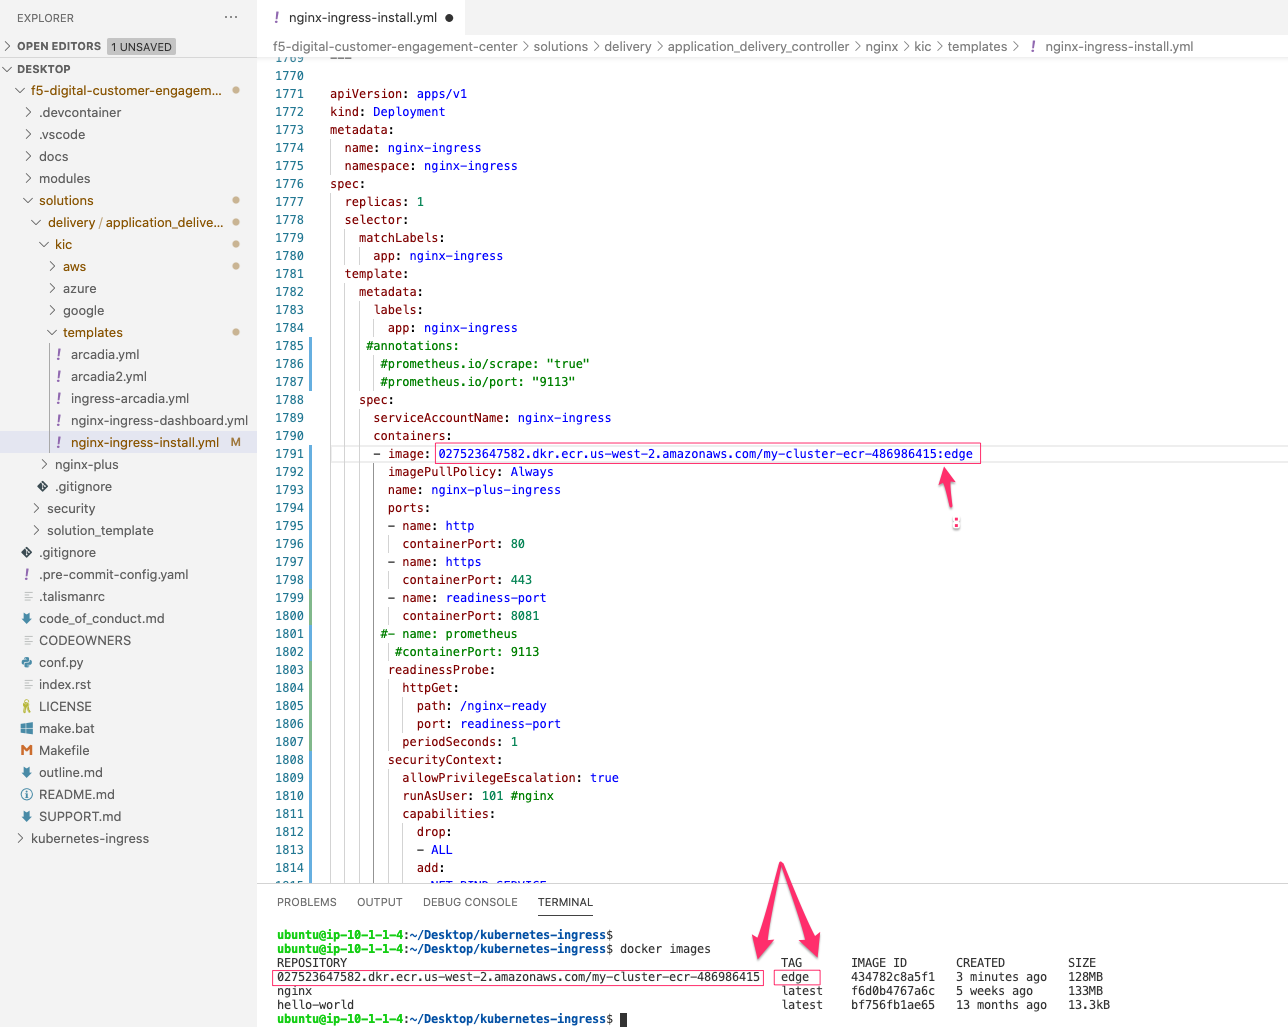 EXPLORER
nginx-ingress-install.yml
OPEN EDITORS 1 UNSAVED
f5-digital-customer-engagement-center > solutions > delivery > application_delivery_controller > nginx > kic > templates > ! nginx-ingress-install.yml
DESKTOP
f5-digital-customer-engagem...
.devcontainer
.vscode
docs
modules
solutions
delivery / application_delive...
kic
aws
azure
google
templates
! arcadia.yml
! arcadia2.yml
! ingress-arcadia.yml
! nginx-ingress-dashboard.yml
! nginx-ingress-install.yml M
nginx-plus
.gitignore
security
solution_template
.gitignore
! .pre-commit-config.yaml
.talismanrc
code_of_conduct.md
CODEOWNERS
conf.py
index.rst
LICENSE
make.bat
Makefile
outline.md
README.md
SUPPORT.md
kubernetes-ingress
1769 ---
1770
1771 apiVersion: apps/v1
1772 kind: Deployment
1773 metadata:
1774 name: nginx-ingress
1775 namespace: nginx-ingress
1776 spec:
1777 replicas: 1
1778 selector:
1779 matchLabels:
1780 app: nginx-ingress
1781 template:
1782 metadata:
1783 labels:
1784 app: nginx-ingress
1785 #annotations:
1786 #prometheus.io/scrape: "true"
1787 #prometheus.io/port: "9113"
1788 spec:
1789 serviceAccountName: nginx-ingress
1790 containers:
1791 - image: 027523647582.dkr.ecr.us-west-2.amazonaws.com/my-cluster-ecr-486986415:edge
1792 imagePullPolicy: Always
1793 name: nginx-plus-ingress
1794 ports:
1795 - name: http
:
1796 containerPort: 80
1797 - name: https
1798 containerPort: 443
1799 - name: readiness-port
1800 containerPort: 8081
1801 #- name: prometheus
1802 #containerPort: 9113
1803 readinessProbe:
1804 httpGet:
1805 path: /nginx-ready
1806 port: readiness-port
1807 periodSeconds: 1
1808 securityContext:
1809 allowPrivilegeEscalation: true
1810 runAsUser: 101 #nginx
1811 capabilities:
1812 drop:
1813 - ALL
1814 add:
1815 - NET_BIND_SERVICE
PROBLEMS OUTPUT DEBUG CONSOLE TERMINAL
ubuntu@ip-10-1-1-4:~/Desktop/kubernetes-ingress$
ubuntu@ip-10-1-1-4:~/Desktop/kubernetes-ingress$ docker images
REPOSITORY TAG IMAGE ID CREATED SIZE
027523647582.dkr.ecr.us-west-2.amazonaws.com/my-cluster-ecr-486986415 edge 434782c8a5f1 3 minutes ago 128MB
nginx latest f6d0b4767a6c 5 weeks ago 133MB
hello-world latest bf756fb1ae65 13 months ago 13.3kB
ubuntu@ip-10-1-1-4:~/Desktop/kubernetes-ingress$